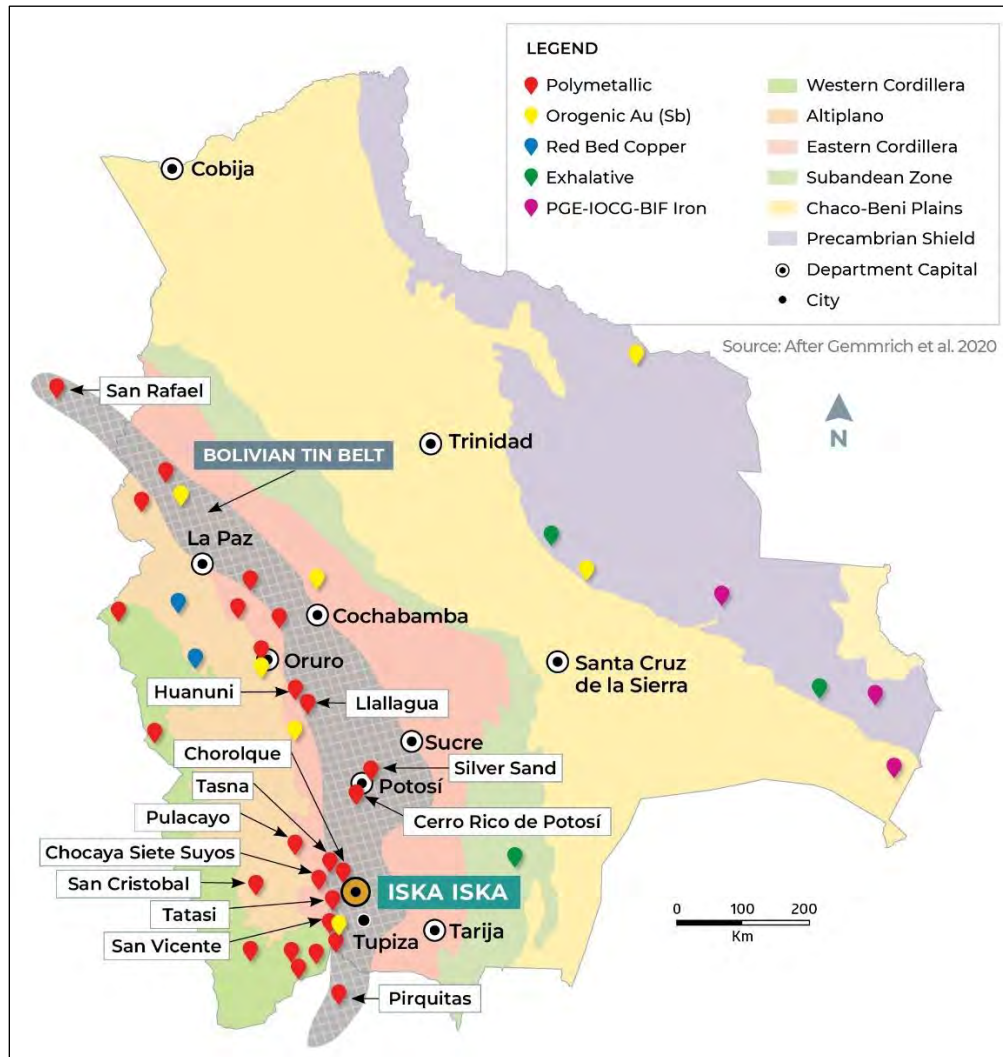 LEGEND
Polymetallic
Orogenic Au (Sb)
Red Bed Copper
Exhalative
PGE-IOCG-BIF Iron
Western Cordillera
Altiplano
Eastern Cordillera
Subandean Zone
Chaco-Beni Plains
Precambrian Shield
Department Capital
City
Source: After Gemmrich et al. 2020
N
Cobija
San Rafael
Trinidad
BOLIVIAN TIN BELT
La Paz
Cochabamba
Oruro
Santa Cruz
de la Sierra
Huanuni
Llallagua
Chorolque
Sucre
Silver Sand
Tasna
Potosí
Pulacayo
Cerro Rico de Potosí
Chocaya Siete Suyos
San Cristobal
ISKA ISKA
Tatasi
San Vicente
Tupiza
Tarija
Pirquitas
0 100 200
Km